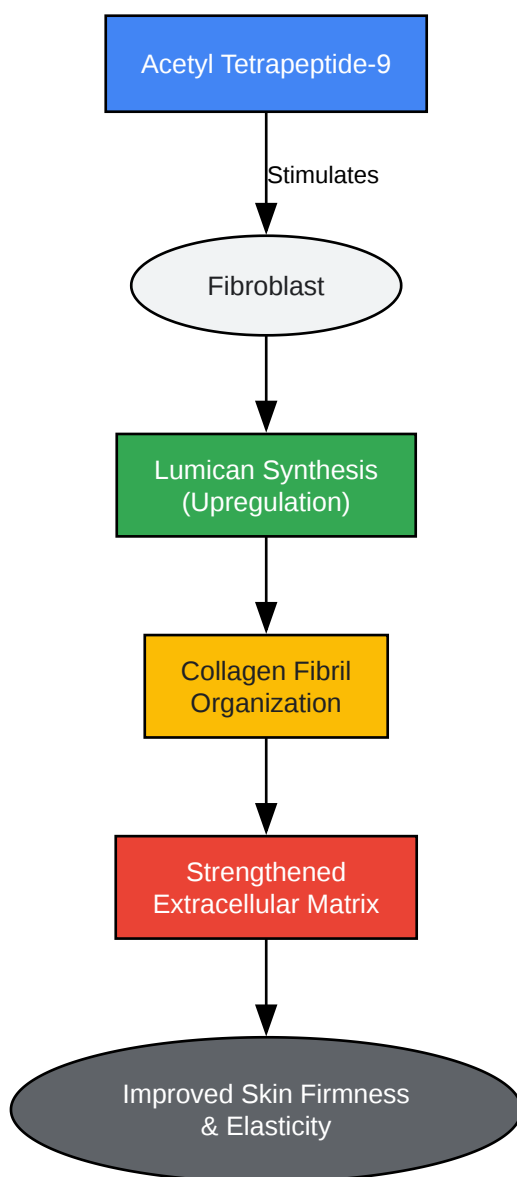 Acetyl Tetrapeptide-9
Stimulates
Fibroblast
Lumican Synthesis
(Upregulation)
Collagen Fibril
Organization
Strengthened
Extracellular Matrix
Improved Skin Firmness
& Elasticity